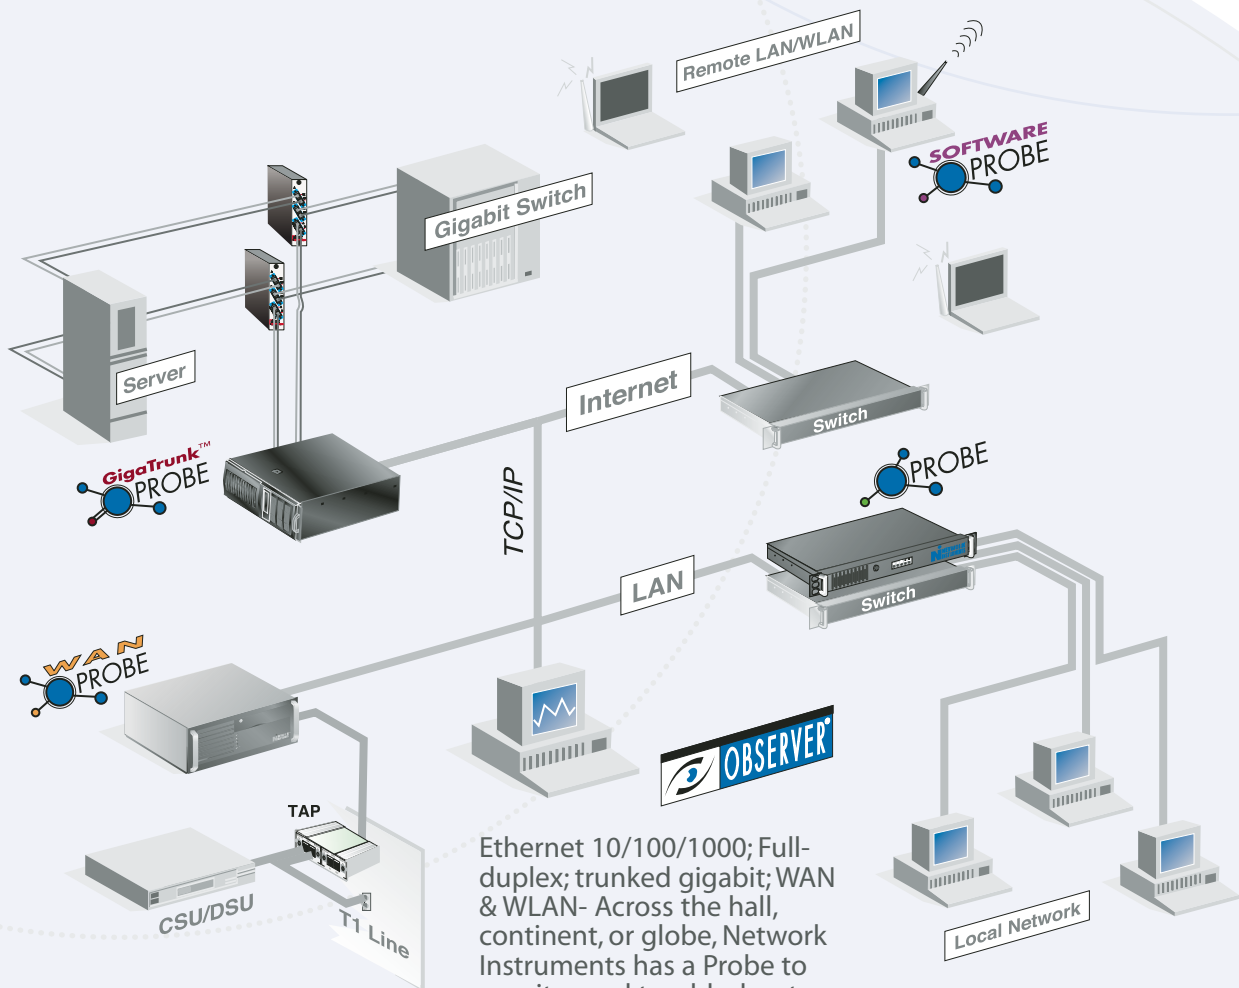 Remote LAN/WLAN
SOFTWARE
PROBE
Gigabit Switch
Server
Internet
Switch
GigaTrunk™
PROBE
TCP/IP
PROBE
LAN
Switch
WAN
PROBE
OBSERVER
TAP
CSU/DSU
T1 Line
Local Network
Ethernet 10/100/1000; Full-
duplex; trunked gigabit; WAN
& WLAN- Across the hall,
continent, or globe, Network
Instruments has a Probe to